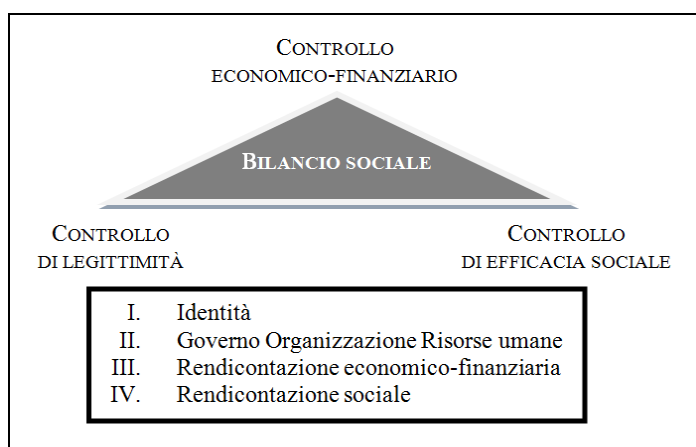 CONTROLLO
ECONOMICO-FINANZIARIO
BILANCIO SOCIALE
CONTROLLO
DI LEGITTIMITÀ
CONTROLLO
DI EFFICACIA SOCIALE
I. Identità
II. Governo Organizzazione Risorse umane
III. Rendicontazione economico-finanziaria
IV. Rendicontazione sociale